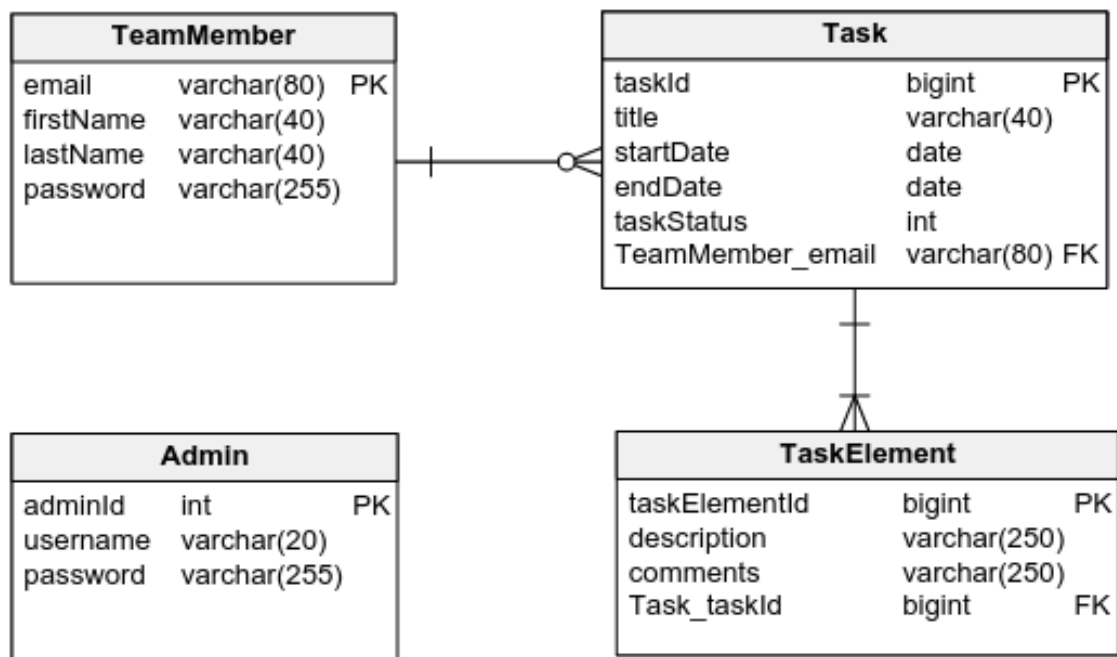 TeamMember
email varchar(80) PK
firstName varchar(40)
lastName varchar(40)
password varchar(255)
Task
taskId bigint PK
title varchar(40)
startDate date
endDate date
taskStatus int
TeamMember_email varchar(80) FK
Admin
adminId int PK
username varchar(20)
password varchar(255)
TaskElement
taskElementId bigint PK
description varchar(250)
comments varchar(250)
Task_taskId bigint FK